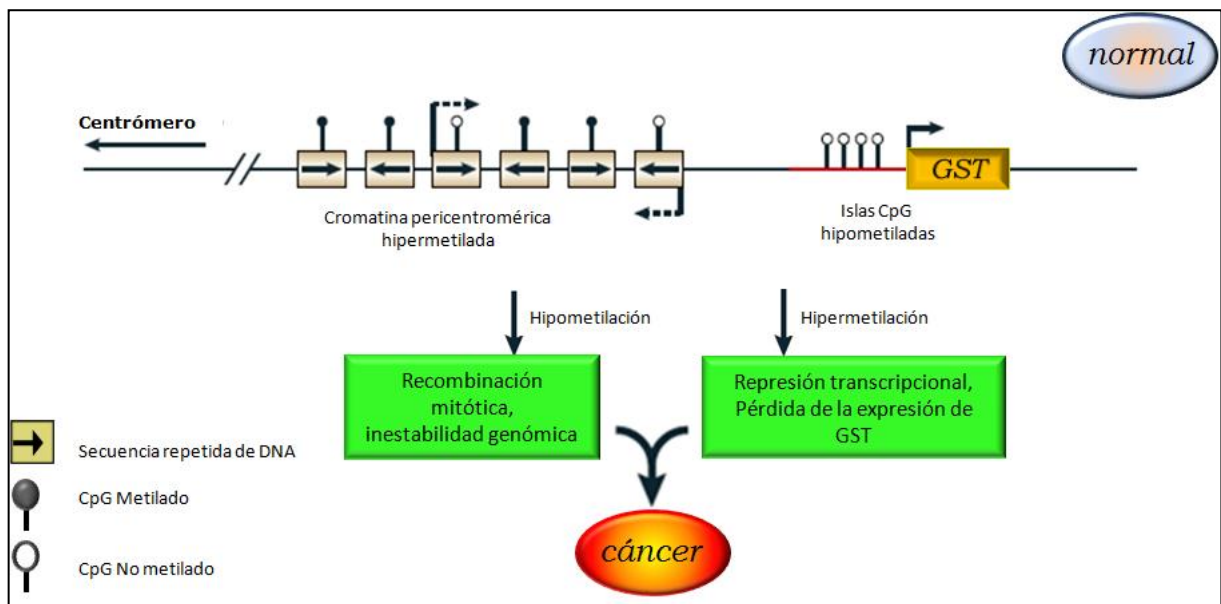 normal
Centrómero
GST
Cromatina pericentromérica
hipermetilada
Islas CpG
hipometiladas
Hipometilación
Hipermetilación
Recombinación
mitótica,
inestabilidad genómica
Represión transcripcional,
Pérdida de la expresión de
GST
Secuencia repetida de DNA
CpG Metilado
CpG No metilado
cáncer